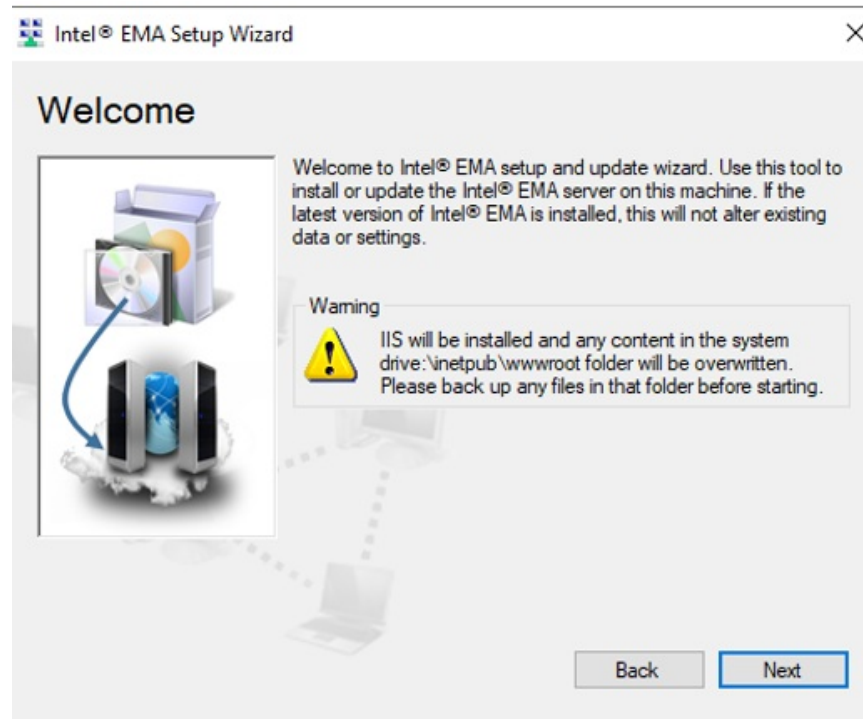 Intel® EMA Setup Wizard
Welcome
Welcome to Intel® EMA setup and update wizard. Use this tool to
install or update the Intel® EMA server on this machine. If the
latest version of Intel® EMA is installed, this will not alter existing
data or settings.
Warning
IIS will be installed and any content in the system
drive:\inetpub\wwwroot folder will be overwritten.
Please back up any files in that folder before starting.
Back
Next